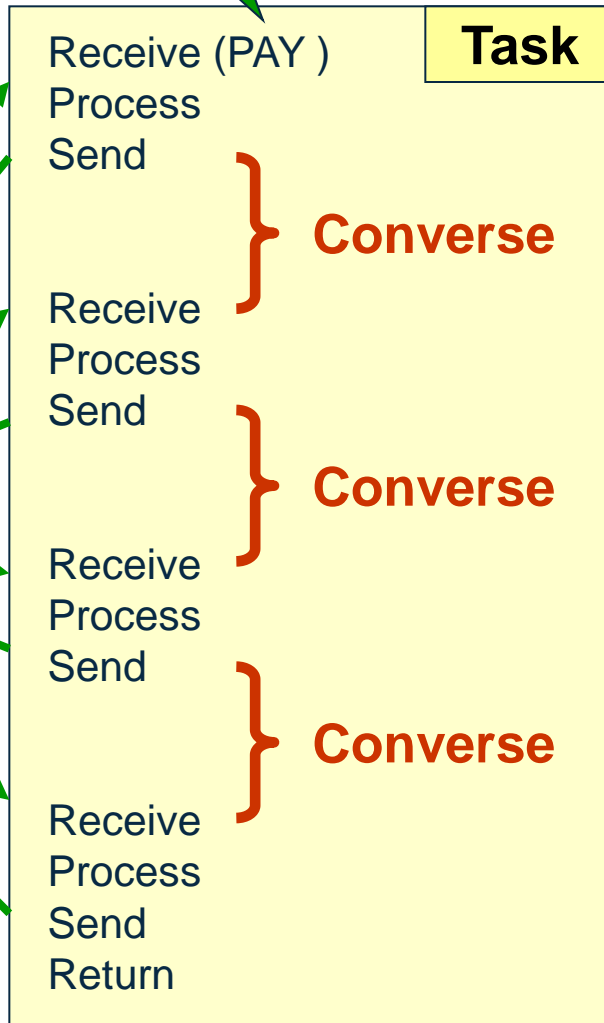 Task
Receive (PAY )
Process
Send
Converse
Receive
Process
Send
Converse
Receive
Process
Send
Converse
Receive
Process
Send
Return